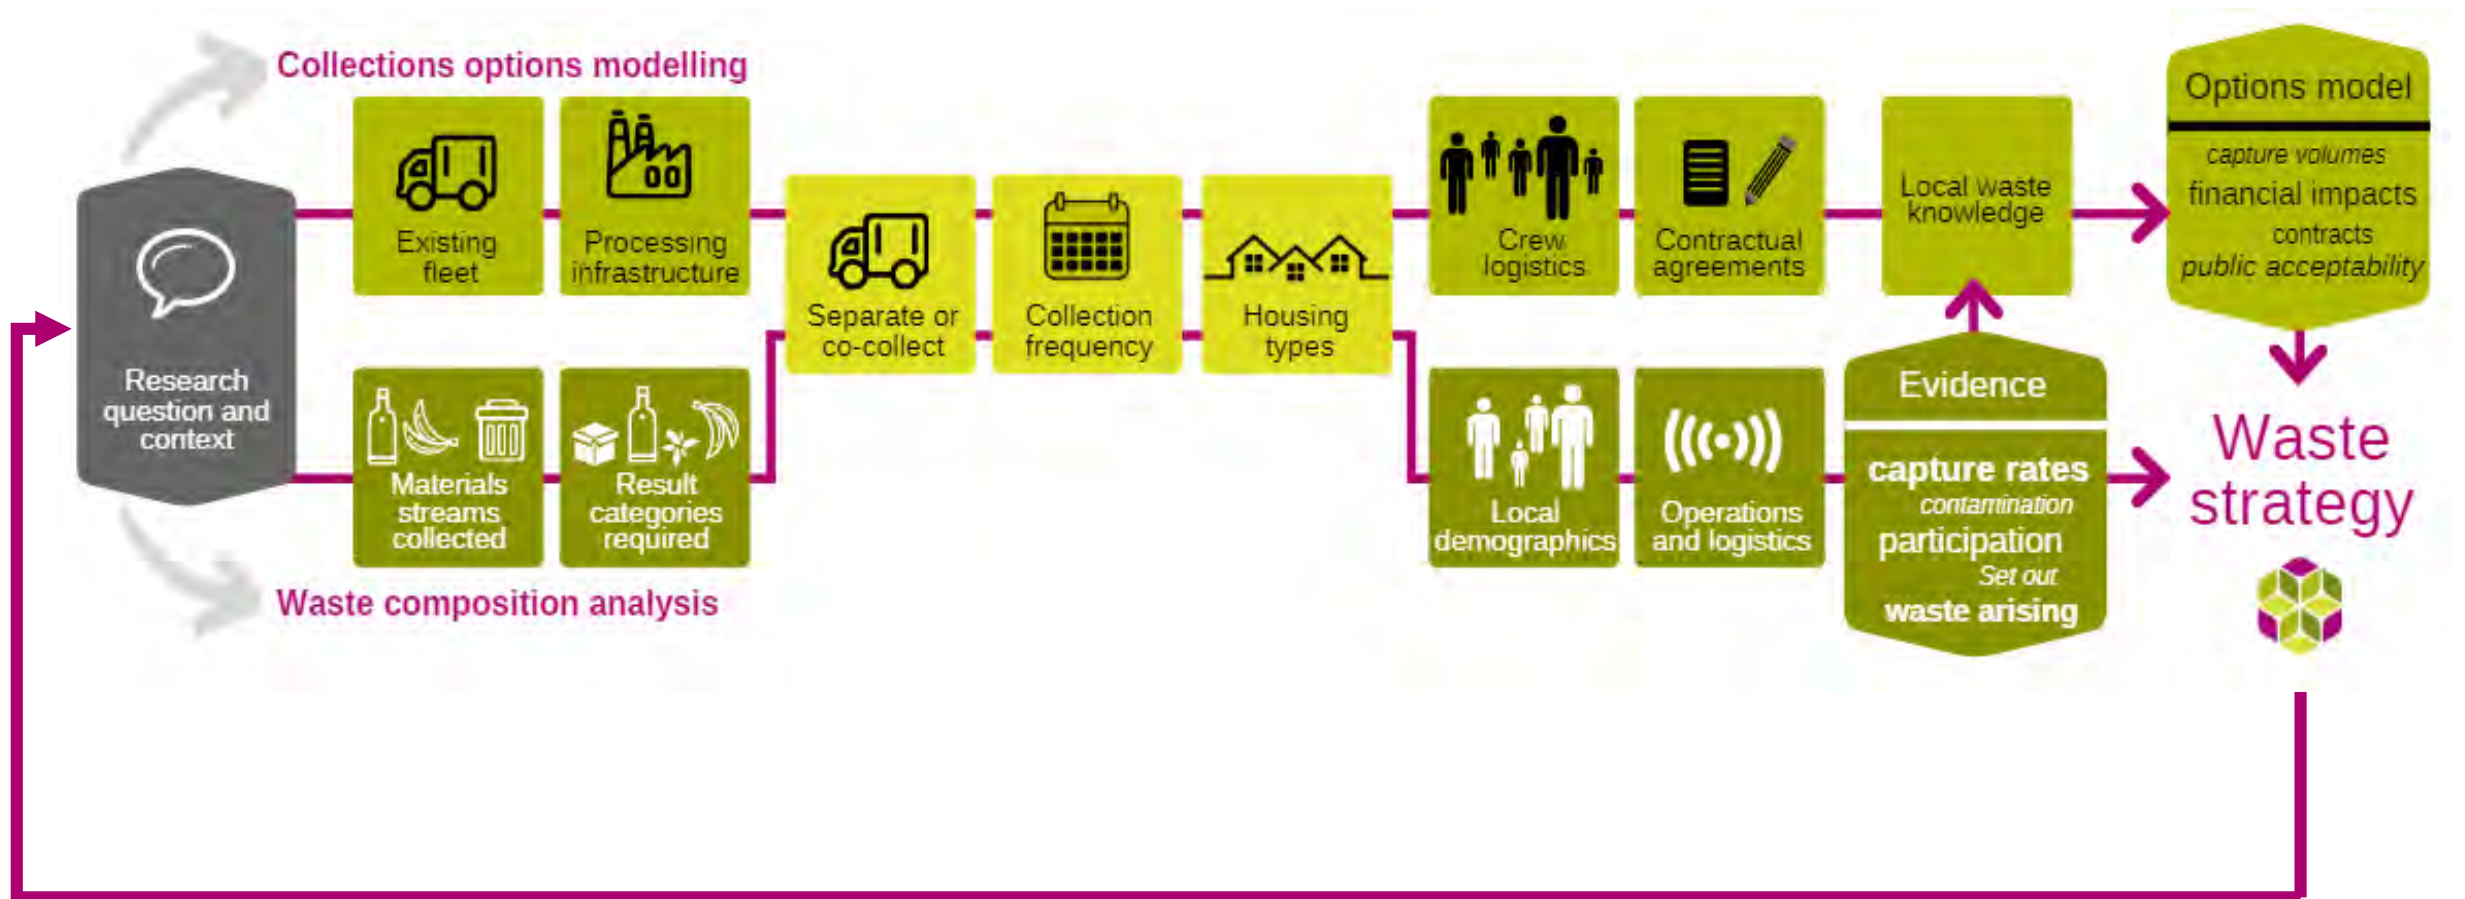 Collections options modelling
Existing
fleet
Processing
infrastructure
Research
question and
context
Materials
streams
collected
Result
categories
required
Waste composition analysis
Separate or
co-collect
Collection
frequency
Housing
types
Crew
logistics
Contractual
agreements
Local waste
knowledge
Local
demographics
Operations
and logistics
Evidence
capture rates
contamination
participation
Set out
waste arising
Options model
capture volumes
financial impacts
contracts
public acceptability
Waste
strategy